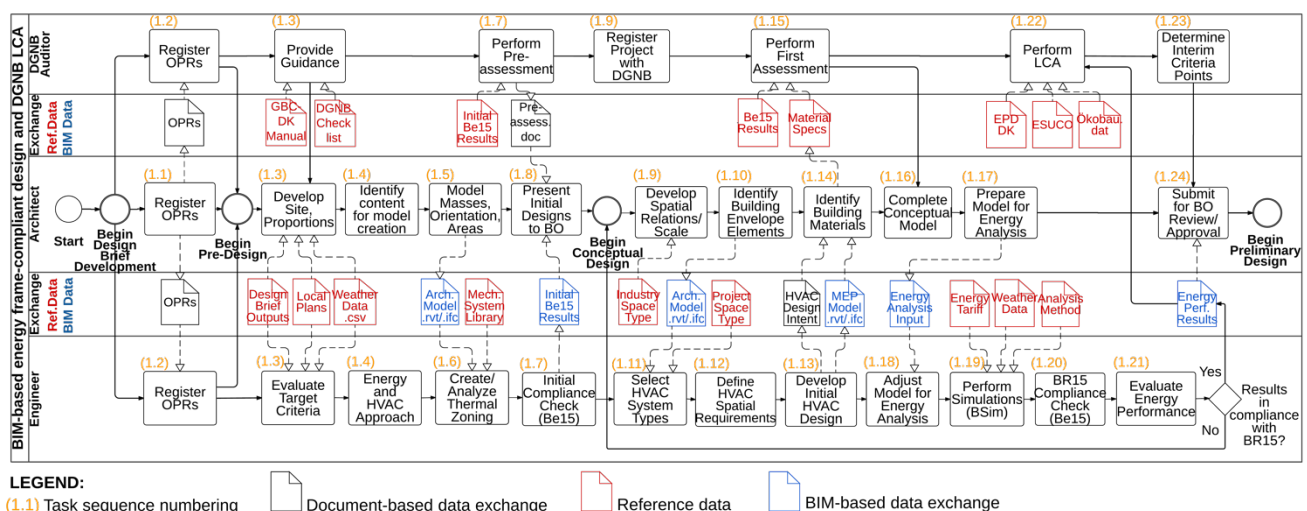 BIM-based energy frame-compliant design and DGNB LCA
DGNB
Auditor
(1.2)
Register
OPRs
(1.3)
Provide
Guidance
(1.7)
Perform
Pre-
assessment
(1.9)
Register
Project
with
DGNB
(1.15)
Perform
First
Assessment
(1.22)
Perform
LCA
(1.23)
Determine
Interim
Criteria
Points
Exchange
Ref.Data
BIM Data
OPRs
GBC-
DK
Manual
DGNB
Check
list
Initial
Be15
Results
Pre-
assess.
doc
Be15
Results
Material
Specs
EPD
DK
ESUCO
Ökobau.
dat
Architect
Start
Begin
Design
Brief
Development
(1.1)
Register
OPRs
Begin
Pre-Design
(1.3)
Develop
Site,
Proportions
(1.4)
Identify
content
for model
creation
(1.5)
Model
Masses,
Orientation,
Areas
(1.8)
Present
Initial
Designs
to BO
Begin
Conceptual
Design
(1.9)
Develop
Spatial
Relations/
Scale
(1.10)
Identify
Building
Envelope
Elements
(1.14)
Identify
Building
Materials
(1.16)
Complete
Conceptual
Model
(1.17)
Prepare
Model for
Energy
Analysis
(1.24)
Submit
for BO
Review/
Approval
Begin
Preliminary
Design
Exchange
Ref.Data
BIM Data
OPRs
Design
Brief
Outputs
Local
Plans
Weather
Data
.csv
Arch.
Model
.rvt/.ifc
Mech.
System
Library
Initial
Be15
Results
Industry
Space
Type
Arch.
Model
.rvt/.ifc
Project
Space
Type
HVAC
Design
Intent
MEP
Model
.rvt/.ifc
Energy
Analysis
Input
Energy
Tariff
Weather
Data
Analysis
Method
Energy
Perf.
Results
Engineer
(1.2)
Register
OPRs
(1.3)
Evaluate
Target
Criteria
(1.4)
Energy
and HVAC
Approach
(1.6)
Create/
Analyze
Thermal
Zoning
(1.7)
Initial
Compliance
Check
(Be15)
(1.11)
Select
HVAC
System
Types
(1.12)
Define
HVAC
Spatial
Requirements
(1.13)
Develop
Initial
HVAC
Design
(1.18)
Adjust
Model for
Energy
Analysis
(1.19)
Perform
Simulations
(BSim)
(1.20)
BR15
Compliance
Check
(Be15)
(1.21)
Evaluate
Energy
Performance
Yes
No
Results
in
compliance
with
BR15?
LEGEND:
(1.1) Task sequence numbering
Document-based data exchange
Reference data
BIM-based data exchange